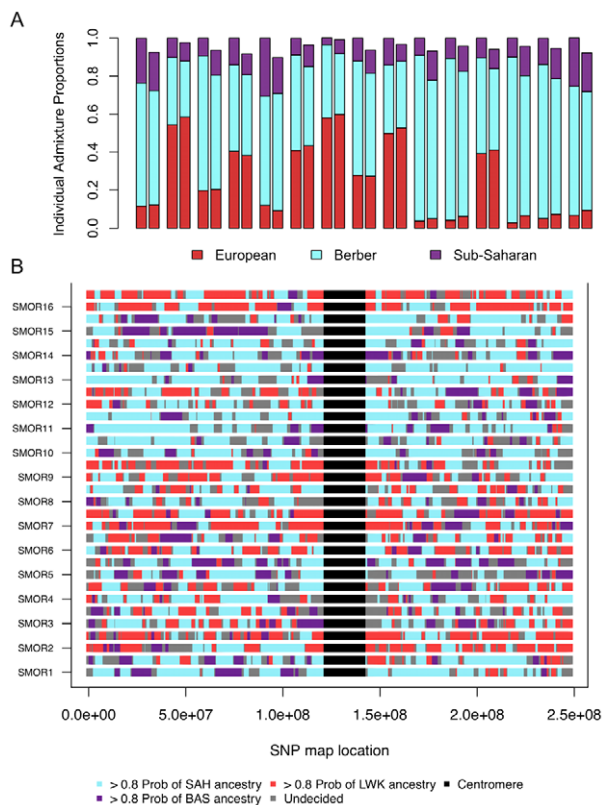 A
Individual Admixture Proportions
1.0
0.8
0.6
0.4
0.2
0.0
European Berber Sub-Saharan
B
SMOR16
SMOR15
SMOR14
SMOR13
SMOR12
SMOR11
SMOR10
SMOR9
SMOR8
SMOR7
SMOR6
SMOR5
SMOR4
SMOR3
SMOR2
SMOR1
0.0e+00 5.0e+07 1.0e+08 1.5e+08 2.0e+08 2.5e+08
SNP map location
> 0.8 Prob of SAH ancestry > 0.8 Prob of LWK ancestry Centromere
> 0.8 Prob of BAS ancestry Undecided